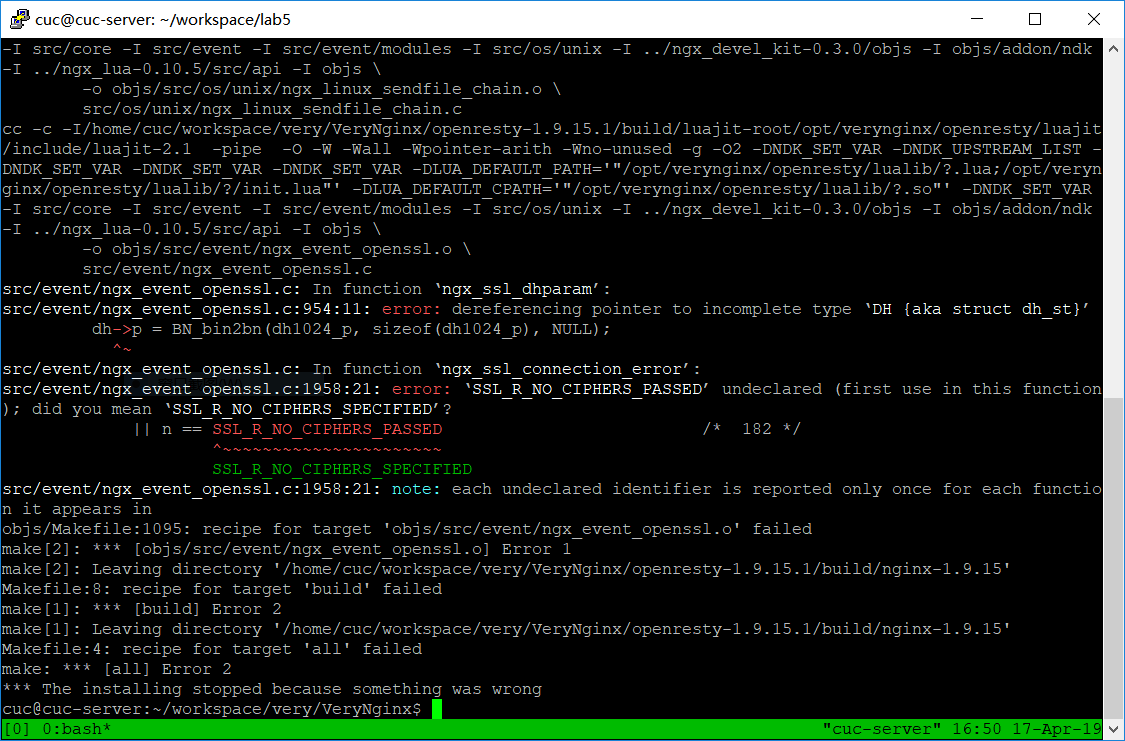 cuc@cuc-server: ~/workspace/lab5
-I src/core -I src/event -I src/event/modules -I src/os/unix -I ../ngx_devel_kit-0.3.0/objs -I objs/addon/ndk
-I ../ngx_lua-0.10.5/src/api -I objs \
-o objs/src/os/unix/ngx_linux_sendfile_chain.o \
src/os/unix/ngx_linux_sendfile_chain.c
cc -c -I/home/cuc/workspace/very/VeryNginx/openresty-1.9.15.1/build/luajit-root/opt/verynginx/openresty/luajit
/include/luajit-2.1  -pipe  -O -W -Wall -Wpointer-arith -Wno-unused -g -O2 -DNDK_SET_VAR -DNDK_UPSTREAM_LIST -
DNDK_SET_VAR -DNDK_SET_VAR -DNDK_SET_VAR -DLUA_DEFAULT_PATH='"/opt/verynginx/openresty/lualib/?.lua;/opt/veryn
ginx/openresty/lualib/?/init.lua"' -DLUA_DEFAULT_CPATH='"/opt/verynginx/openresty/lualib/?.so"' -DNDK_SET_VAR
-I src/core -I src/event -I src/event/modules -I src/os/unix -I ../ngx_devel_kit-0.3.0/objs -I objs/addon/ndk
-I ../ngx_lua-0.10.5/src/api -I objs \
-o objs/src/event/ngx_event_openssl.o \
src/event/ngx_event_openssl.c
src/event/ngx_event_openssl.c: In function ‘ngx_ssl_dhparam’:
src/event/ngx_event_openssl.c:954:11: error: dereferencing pointer to incomplete type ‘DH {aka struct dh_st}’
dh->p = BN_bin2bn(dh1024_p, sizeof(dh1024_p), NULL);
^~
src/event/ngx_event_openssl.c: In function ‘ngx_ssl_connection_error’:
src/event/ngx_event_openssl.c:1958:21: error: ‘SSL_R_NO_CIPHERS_PASSED’ undeclared (first use in this function
); did you mean ‘SSL_R_NO_CIPHERS_SPECIFIED’?
|| n == SSL_R_NO_CIPHERS_PASSED                          /*  182 */
^~~~~~~~~~~~~~~~~~~~~~~
SSL_R_NO_CIPHERS_SPECIFIED
src/event/ngx_event_openssl.c:1958:21: note: each undeclared identifier is reported only once for each functio
n it appears in
objs/Makefile:1095: recipe for target 'objs/src/event/ngx_event_openssl.o' failed
make[2]: *** [objs/src/event/ngx_event_openssl.o] Error 1
make[2]: Leaving directory '/home/cuc/workspace/very/VeryNginx/openresty-1.9.15.1/build/nginx-1.9.15'
Makefile:8: recipe for target 'build' failed
make[1]: *** [build] Error 2
make[1]: Leaving directory '/home/cuc/workspace/very/VeryNginx/openresty-1.9.15.1/build/nginx-1.9.15'
Makefile:4: recipe for target 'all' failed
make: *** [all] Error 2
*** The installing stopped because something was wrong
cuc@cuc-server:~/workspace/very/VeryNginx$
[0] 0:bash* "cuc-server" 16:50 17-Apr-19